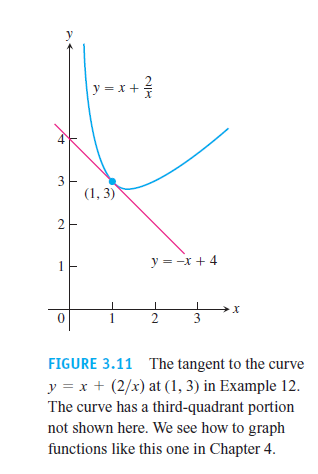 y
y = x + 2/x
4
3
(1, 3)
2
1
y = –x + 4
0
1
2
3
x
FIGURE 3.11 The tangent to the curve
y = x + (2/x) at (1, 3) in Example 12.
The curve has a third-quadrant portion
not shown here. We see how to graph
functions like this one in Chapter 4.